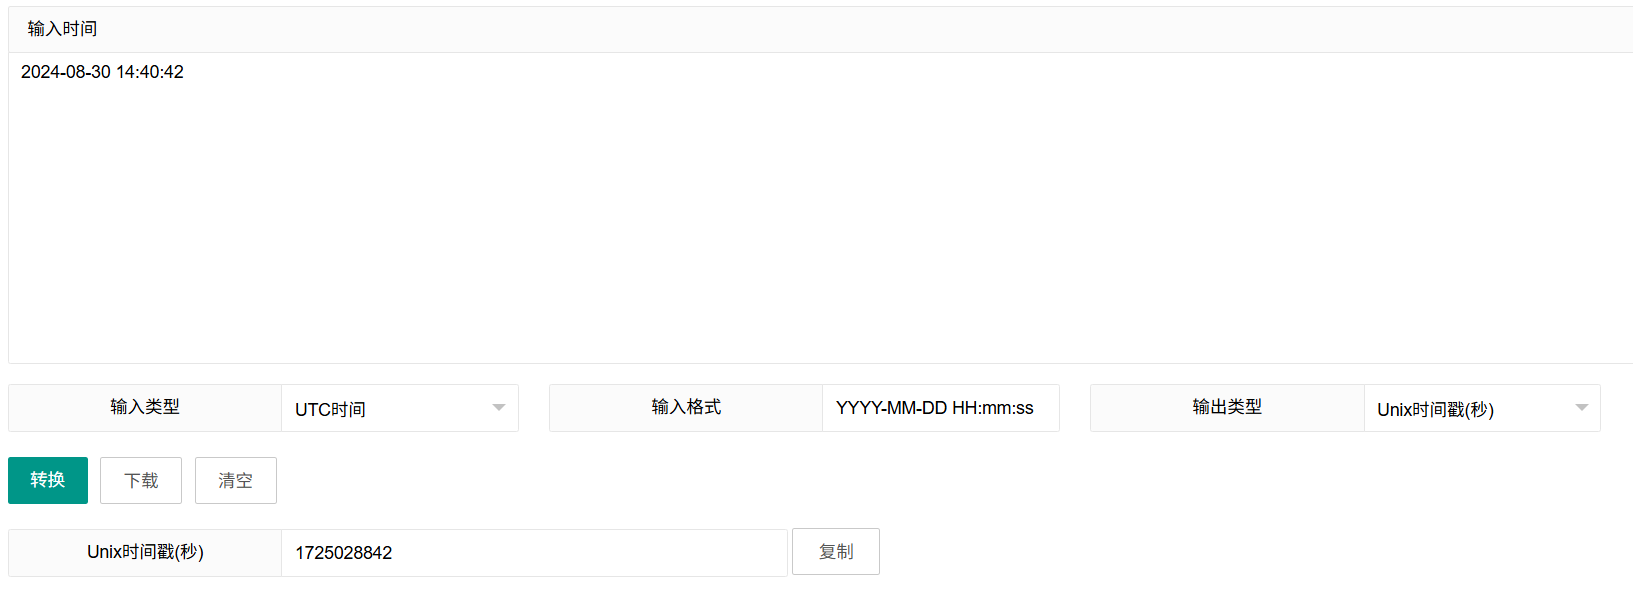 输入时间
2024-08-30 14:40:42
输入类型 UTC时间 输入格式 YYYY-MM-DD HH:mm:ss 输出类型 Unix时间戳(秒)
转换 下载 清空
Unix时间戳(秒) 1725028842 复制